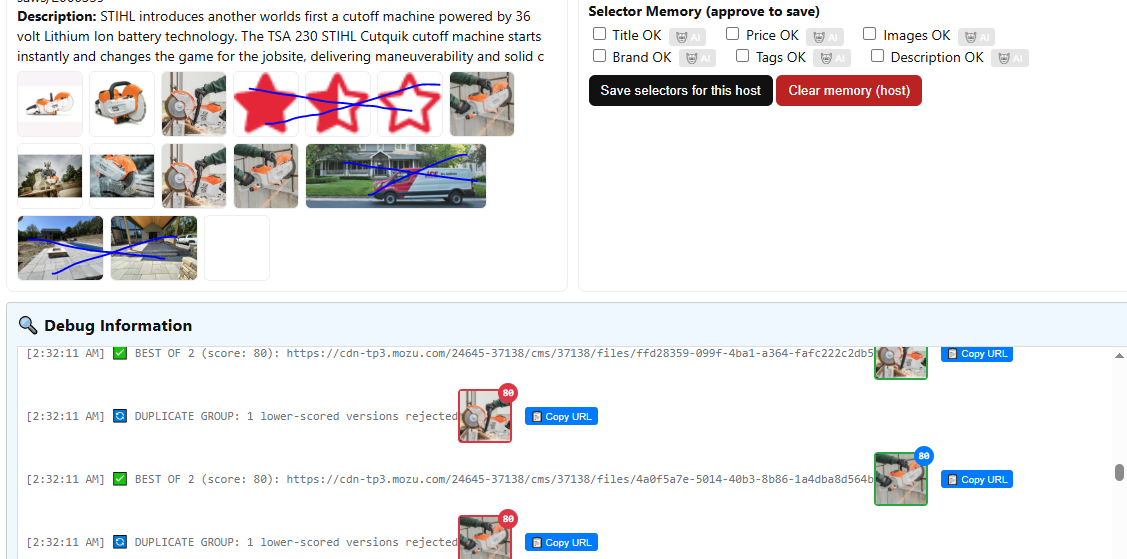 Description: STIHL introduces another worlds first a cutoff machine powered by 36
volt Lithium Ion battery technology. The TSA 230 STIHL Cutquik cutoff machine starts
instantly and changes the game for the jobsite, delivering maneuverability and solid c
Selector Memory (approve to save)
Title OK AI Price OK AI Images OK AI
Brand OK AI Tags OK AI Description OK AI
Save selectors for this host Clear memory (host)
Debug Information
[2:32:11 AM] ✅ BEST OF 2 (score: 80): https://cdn-tp3.mozu.com/24645-37138/cms/37138/files/ffd28359-099f-4ba1-a364-fafc222c2db5 Copy URL
80
[2:32:11 AM] 🔄 DUPLICATE GROUP: 1 lower-scored versions rejected Copy URL
80
[2:32:11 AM] ✅ BEST OF 2 (score: 80): https://cdn-tp3.mozu.com/24645-37138/cms/37138/files/4a0f5a7e-5014-40b3-8b86-1a4dba8d564b Copy URL
80
[2:32:11 AM] 🔄 DUPLICATE GROUP: 1 lower-scored versions rejected Copy URL